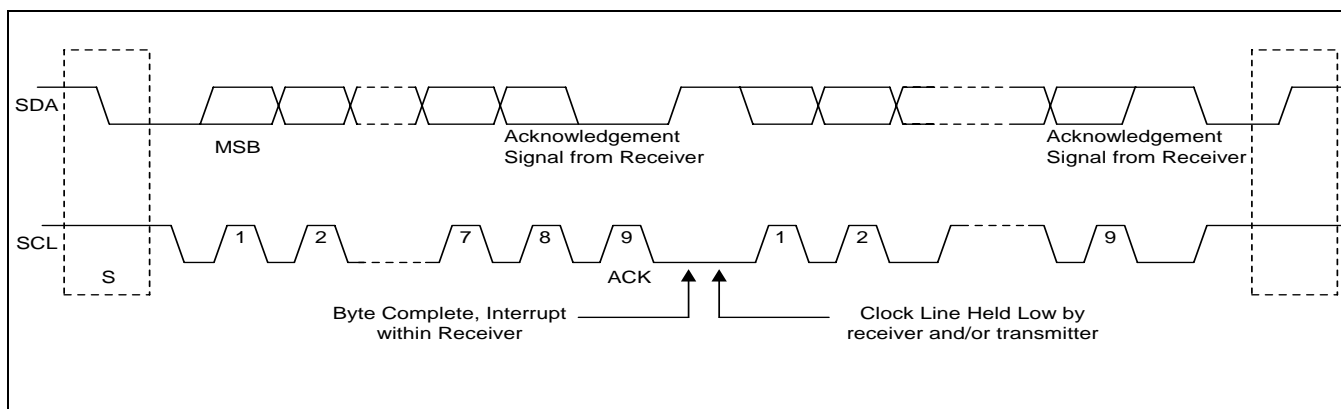 SDA
MSB
Acknowledgement
Signal from Receiver
Acknowledgement
Signal from Receiver
SCL
1
2
7
8
9
1
2
9
S
ACK
Byte Complete, Interrupt
within Receiver
Clock Line Held Low by
receiver and/or transmitter